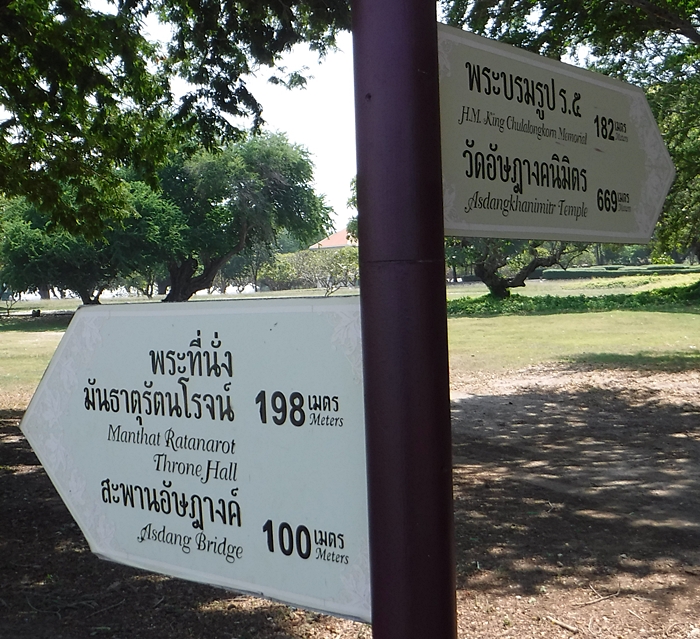 พระบรมรูป ร.๕
H.M. King Chulalongkorn Memorial
182 เมตร Meters
วัดอัษฎางคนิมิตร
Asdangkhanimitr Temple
669 เมตร Meters
พระที่นั่ง
มันธาตุรัตนโรจน์
198 เมตร Meters
Manthat Ratanarot
Throne Hall
สะพานอัษฎางค์
100 เมตร Meters
Asdang Bridge